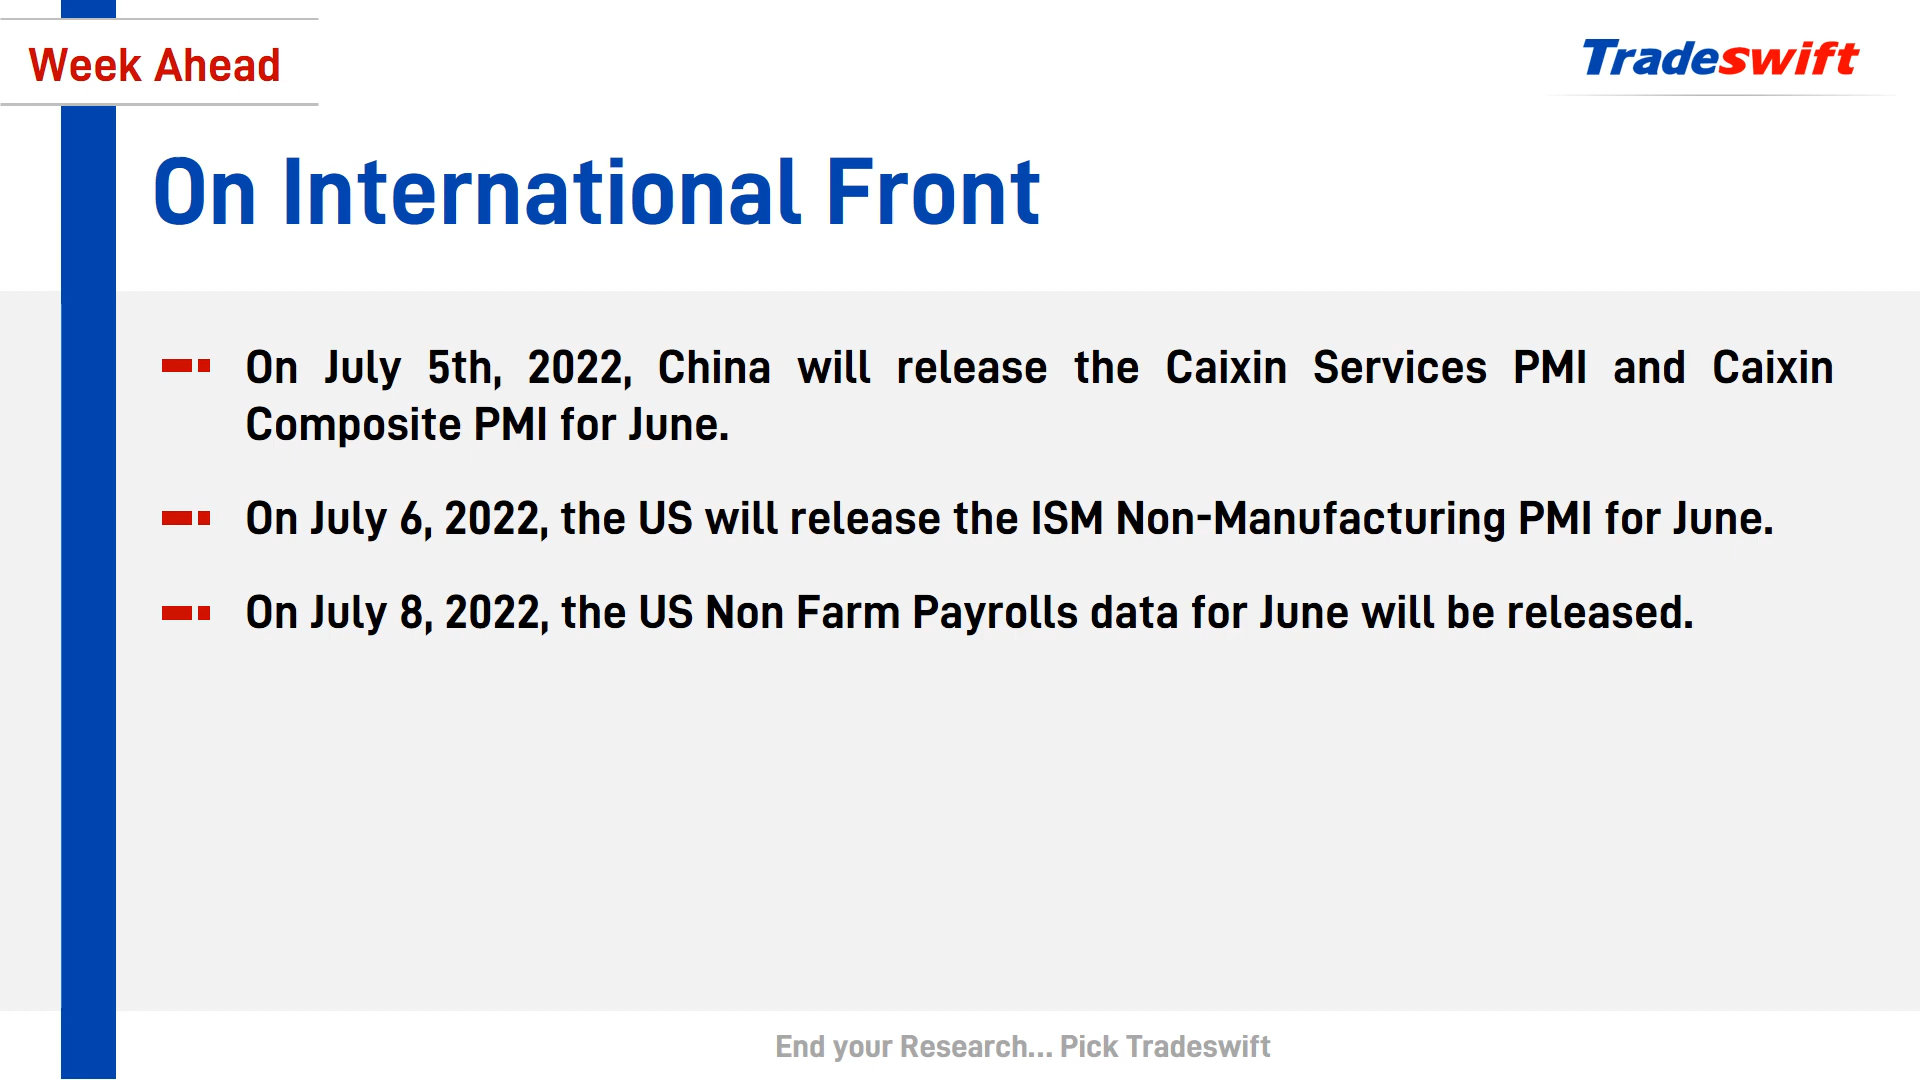 Week Ahead
Tradeswift
On International Front
On July 5th, 2022, China will release the Caixin Services PMI and Caixin
Composite PMI for June.
On July 6, 2022, the US will release the ISM Non-Manufacturing PMI for June.
On July 8, 2022, the US Non Farm Payrolls data for June will be released.
End your Research... Pick Tradeswift